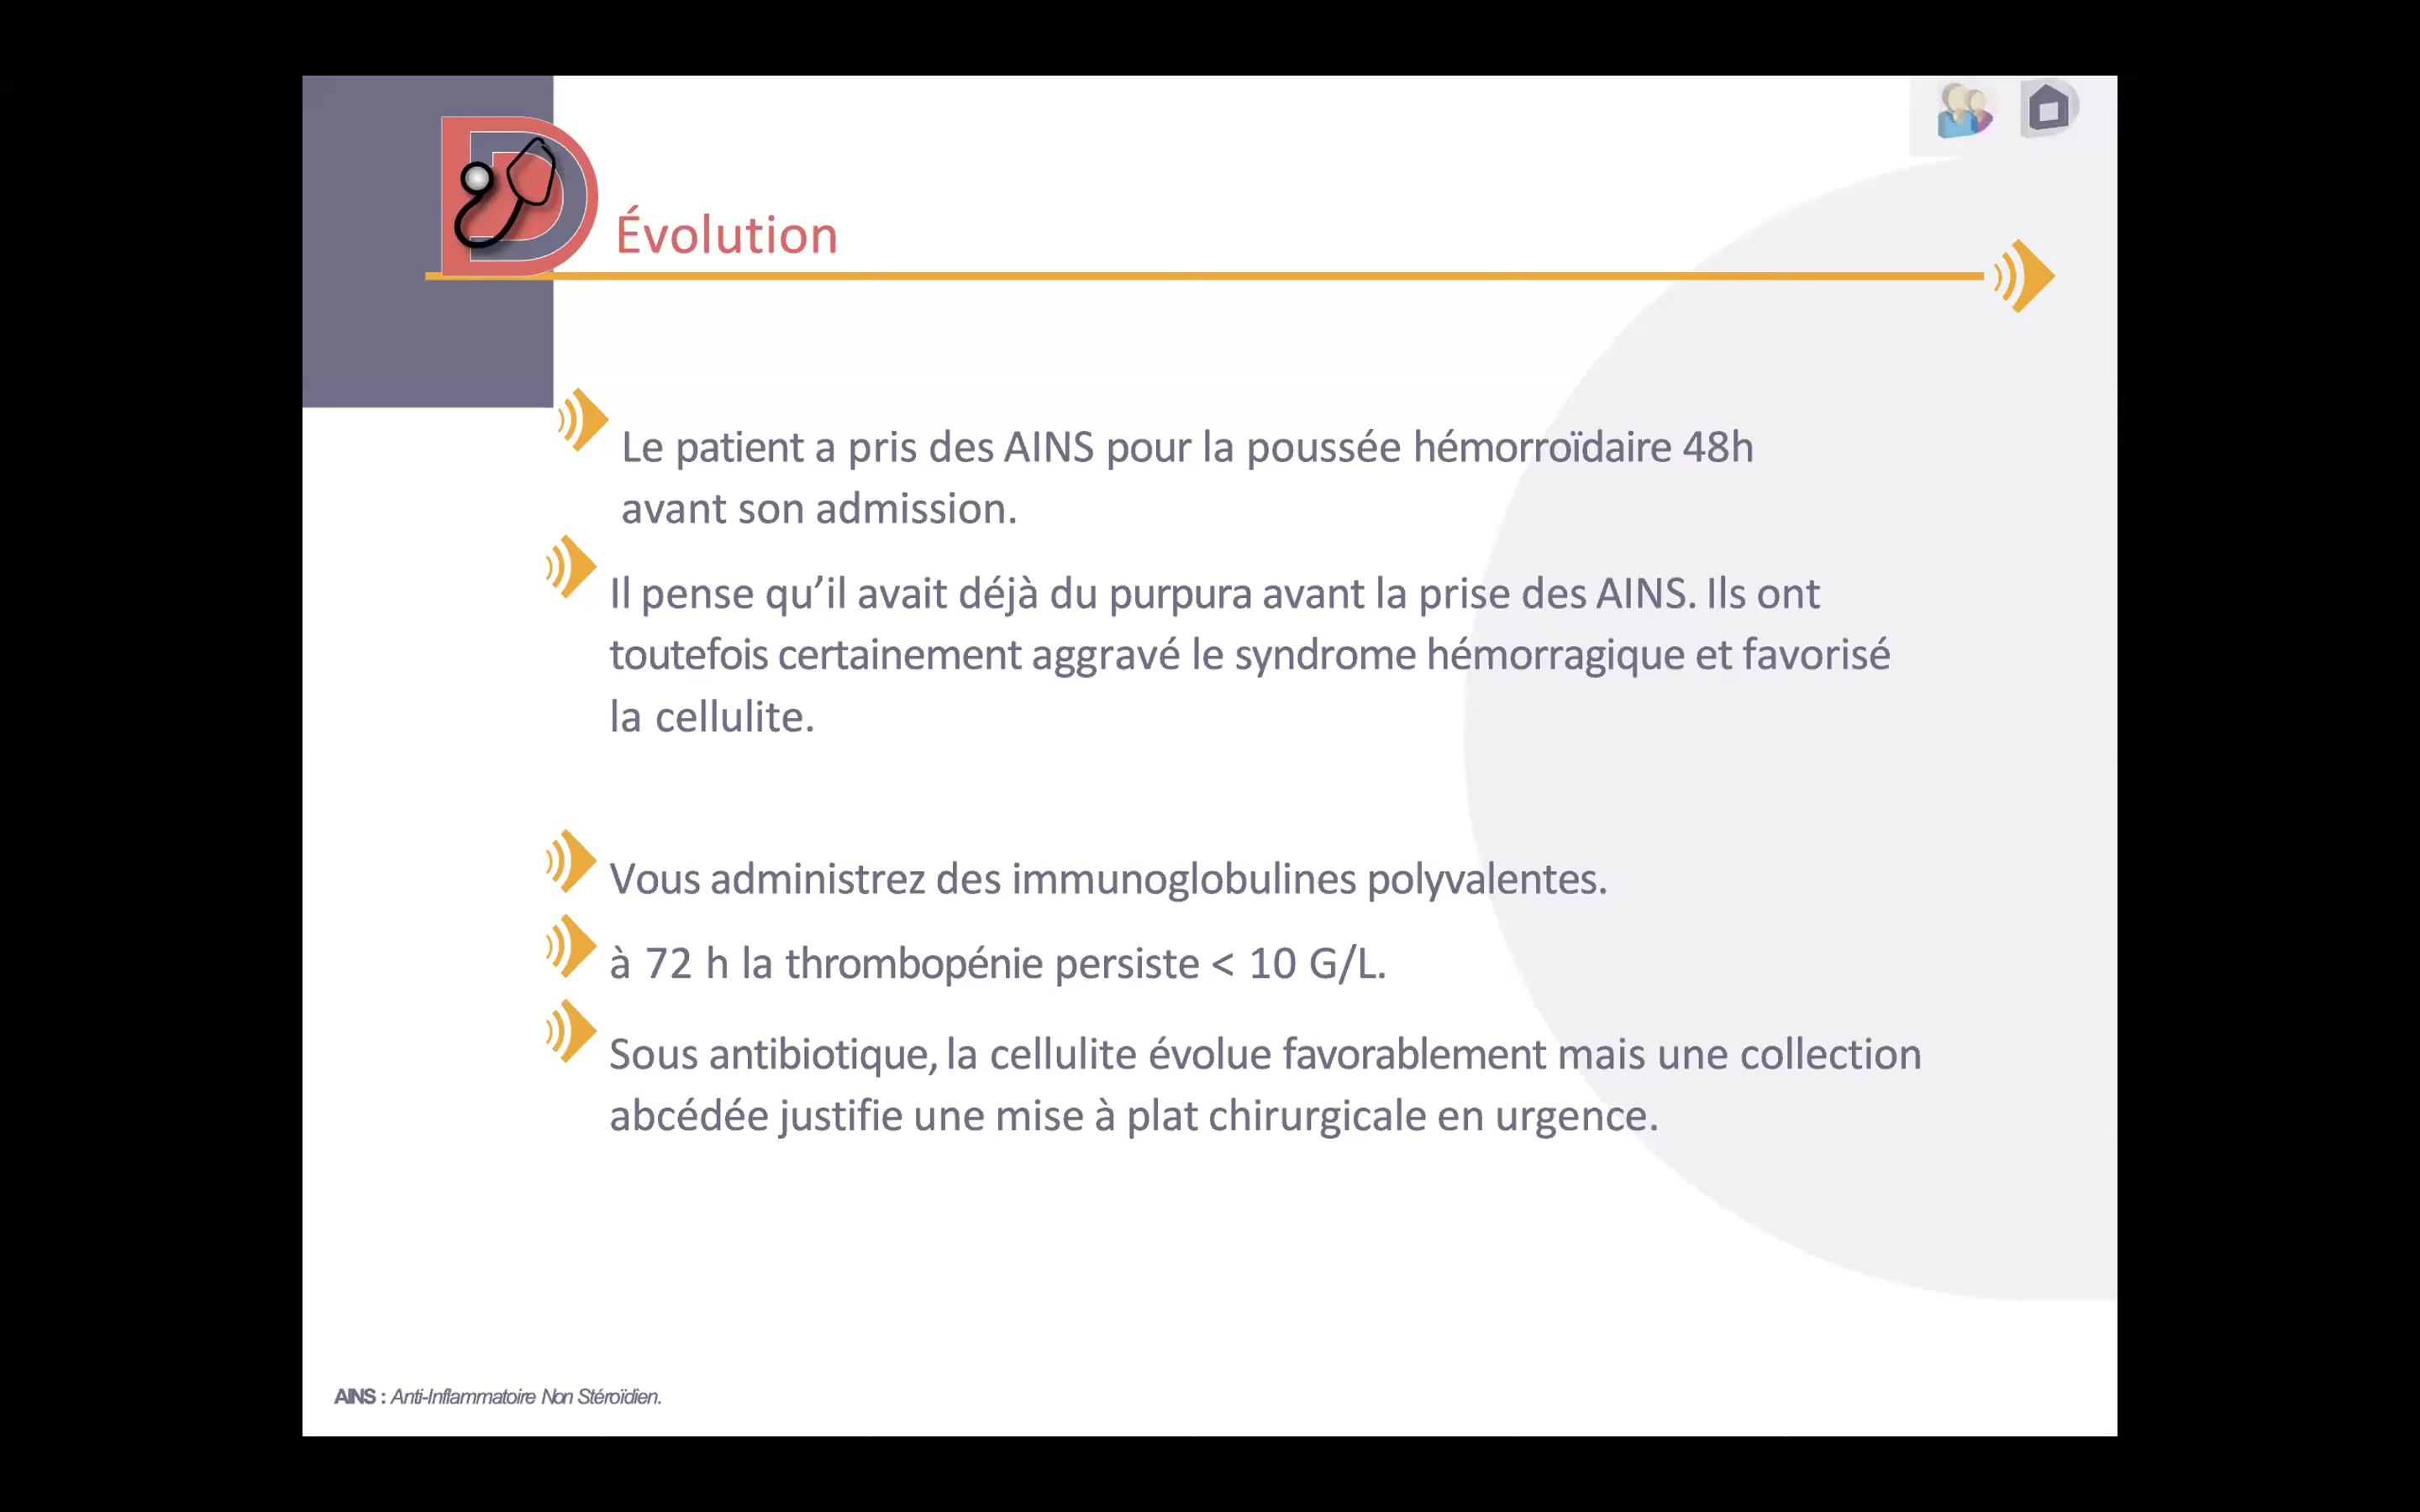 Évolution
Le patient a pris des AINS pour la poussée hémorroïdaire 48h
avant son admission.
Il pense qu’il avait déjà du purpura avant la prise des AINS. Ils ont
toutefois certainement aggravé le syndrome hémorragique et favorisé
la cellulite.
Vous administrez des immunoglobulines polyvalentes.
à 72 h la thrombopénie persiste < 10 G/L.
Sous antibiotique, la cellulite évolue favorablement mais une collection
abcédée justifie une mise à plat chirurgicale en urgence.
AINS : Anti-Inflammatoire Non Stéroïdien.